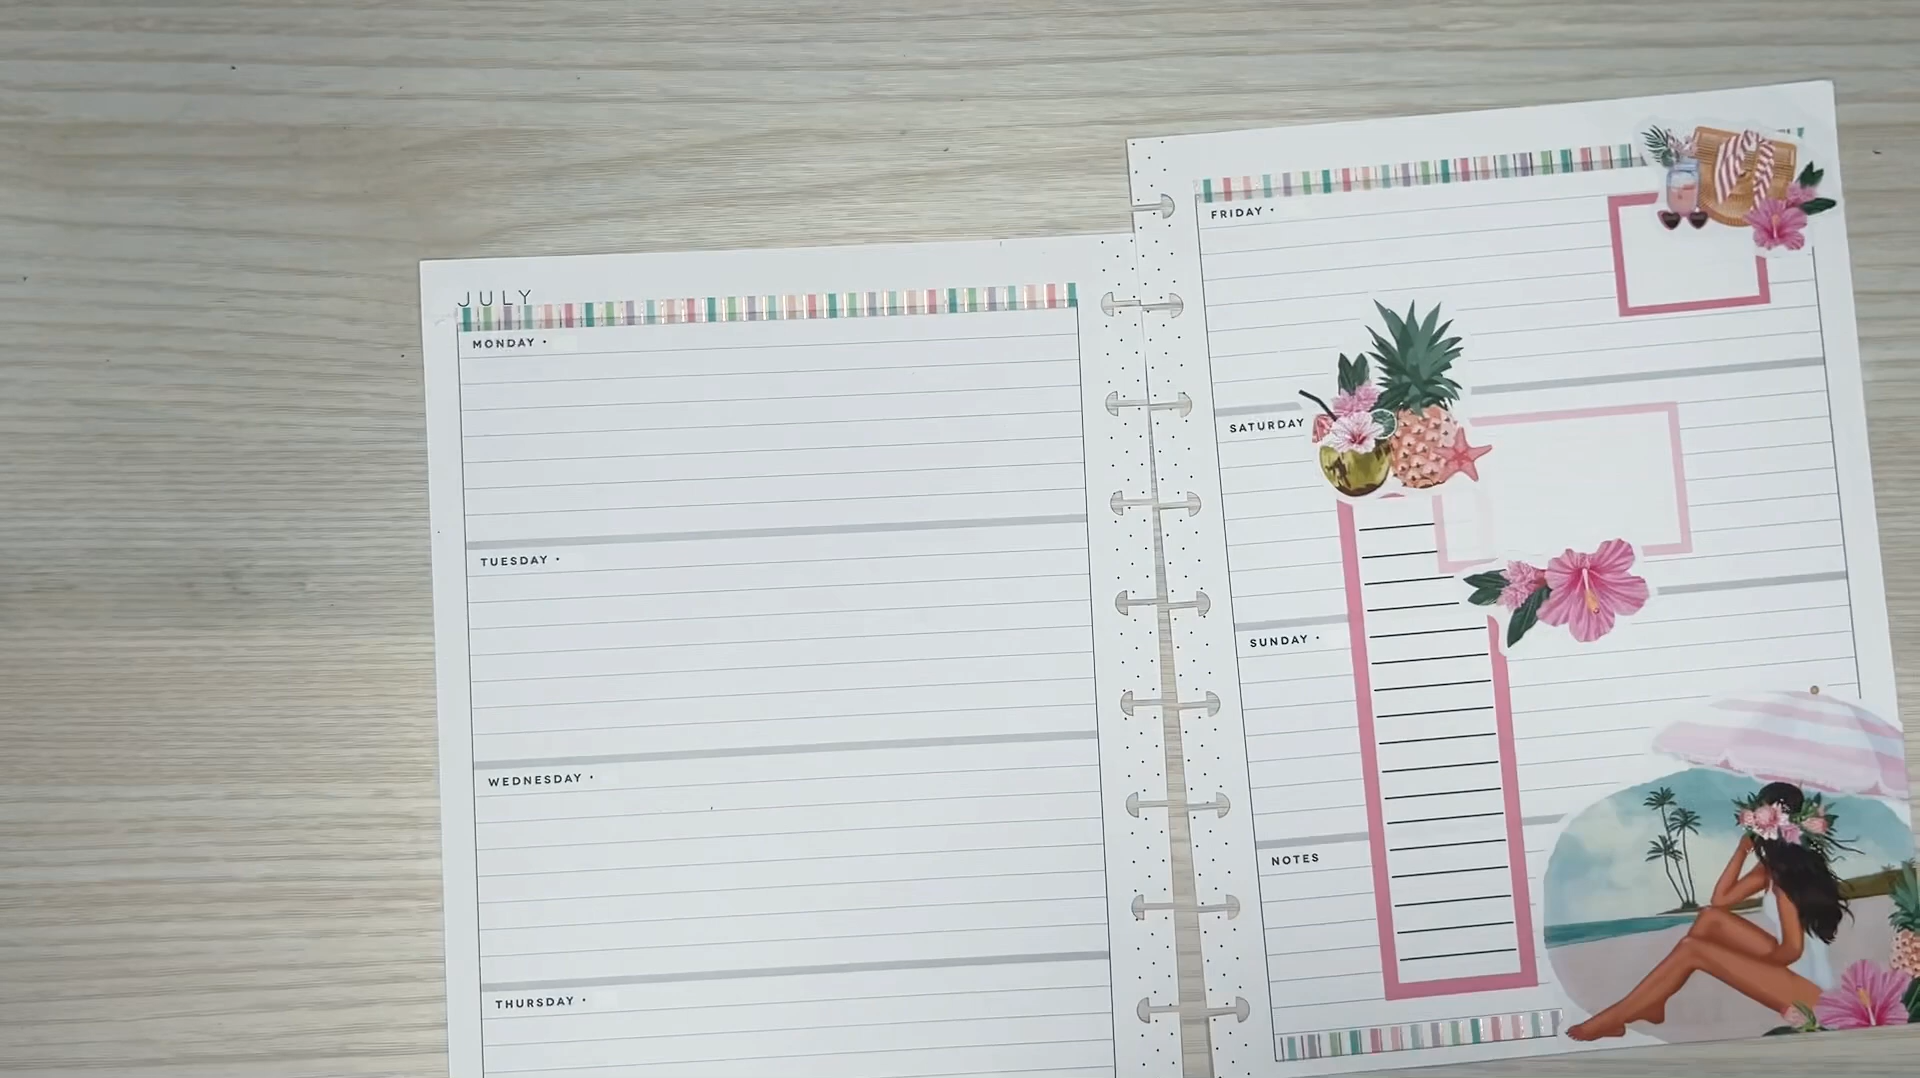 JULY
MONDAY •
TUESDAY •
WEDNESDAY •
THURSDAY •
FRIDAY •
SATURDAY
SUNDAY •
NOTES